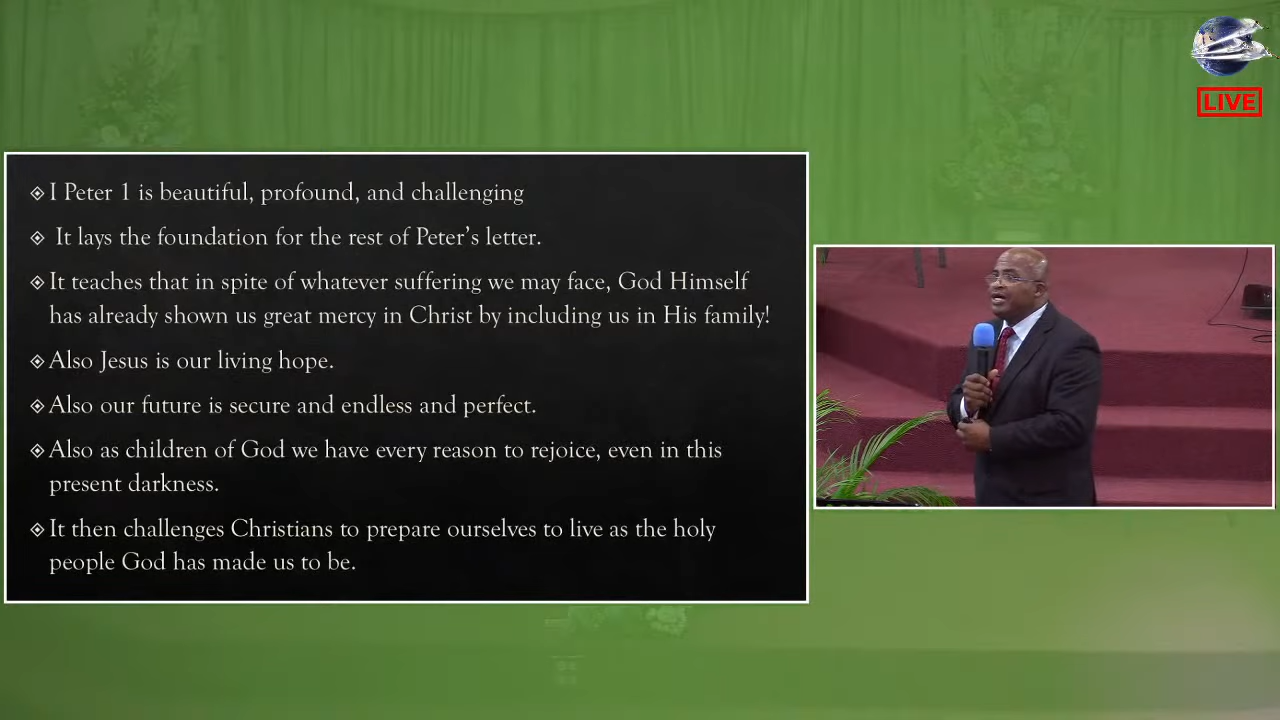 LIVE
I Peter 1 is beautiful, profound, and challenging
It lays the foundation for the rest of Peter's letter.
It teaches that in spite of whatever suffering we may face, God Himself
has already shown us great mercy in Christ by including us in His family!
Also Jesus is our living hope.
Also our future is secure and endless and perfect.
Also as children of God we have every reason to rejoice, even in this
present darkness.
It then challenges Christians to prepare ourselves to live as the holy
people God has made us to be.